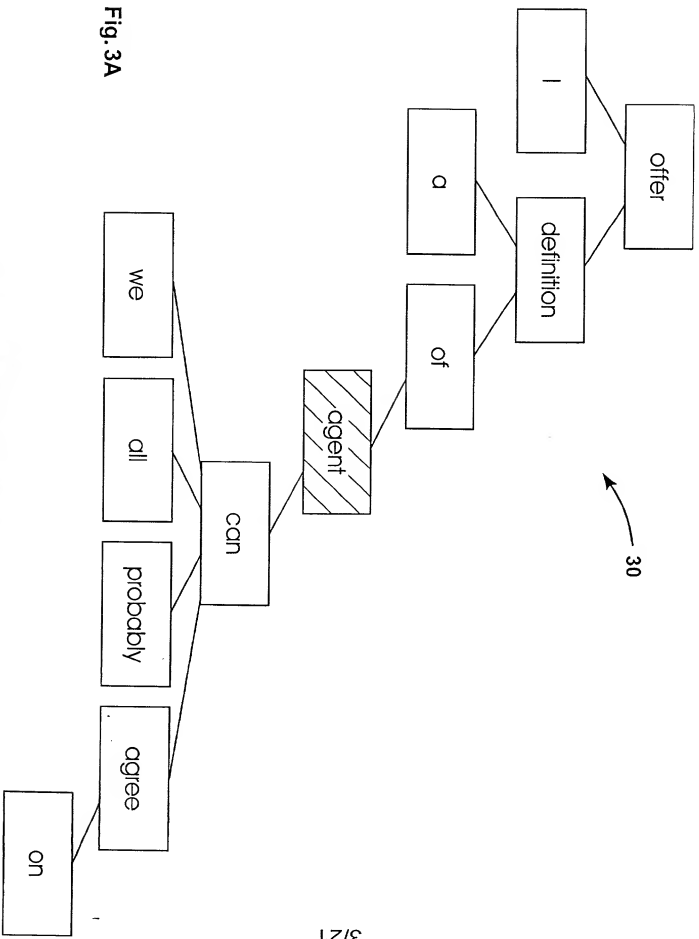 offer
I
definition
a
of
agent
can
we
all
probably
agree
on
30
Fig. 3A
3/21